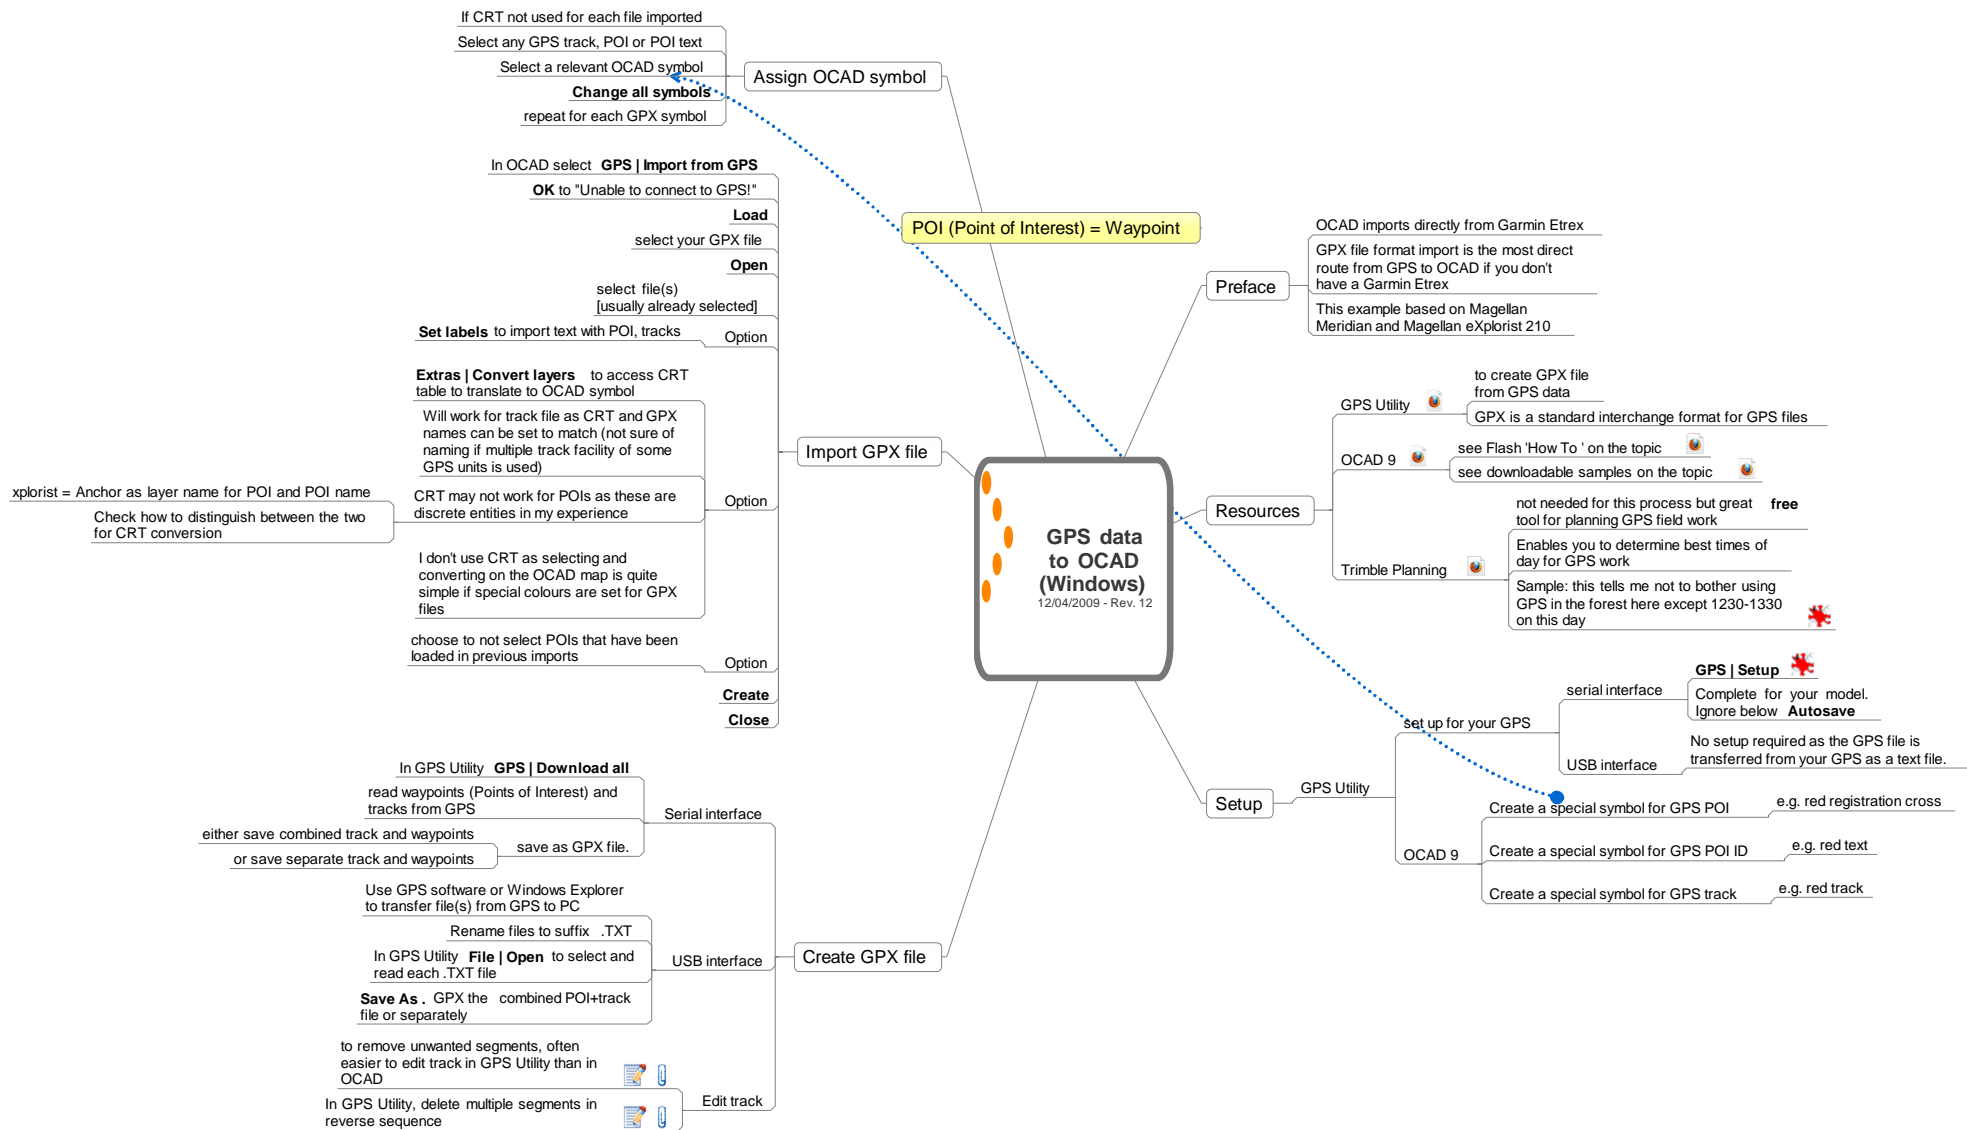 If CRT not used for each file imported
Select any GPS track, POI or POI text
Select a relevant OCAD symbol
Change all symbols
repeat for each GPX symbol
Assign OCAD symbol
In OCAD select GPS | Import from GPS
OK to "Unable to connect to GPS!"
Load
select your GPX file
Open
select file(s)
[usually already selected]
Set labels to import text with POI, tracks
Option
Extras | Convert layers to access CRT
table to translate to OCAD symbol
Will work for track file as CRT and GPX
names can be set to match (not sure of
naming if multiple track facility of some
GPS units is used)
xplorist = Anchor as layer name for POI and POI name
Check how to distinguish between the two
for CRT conversion
CRT may not work for POIs as these are
discrete entities in my experience
I don't use CRT as selecting and
converting on the OCAD map is quite
simple if special colours are set for GPX
files
Option
choose to not select POIs that have been
loaded in previous imports
Option
Create
Close
Import GPX file
In GPS Utility GPS | Download all
read waypoints (Points of Interest) and
tracks from GPS
either save combined track and waypoints
or save separate track and waypoints
save as GPX file.
Serial interface
Use GPS software or Windows Explorer
to transfer file(s) from GPS to PC
Rename files to suffix .TXT
In GPS Utility File | Open to select and
read each .TXT file
Save As . GPX the combined POI+track
file or separately
USB interface
to remove unwanted segments, often
easier to edit track in GPS Utility than in
OCAD
In GPS Utility, delete multiple segments in
reverse sequence
Edit track
Create GPX file
POI (Point of Interest) = Waypoint
GPS data
to OCAD
(Windows)
12/04/2009 - Rev. 12
Preface
OCAD imports directly from Garmin Etrex
GPX file format import is the most direct
route from GPS to OCAD if you don't
have a Garmin Etrex
This example based on Magellan
Meridian and Magellan eXplorist 210
Resources
GPS Utility
to create GPX file
from GPS data
GPX is a standard interchange format for GPS files
OCAD 9
see Flash 'How To ' on the topic
see downloadable samples on the topic
Trimble Planning
not needed for this process but great free
tool for planning GPS field work
Enables you to determine best times of
day for GPS work
Sample: this tells me not to bother using
GPS in the forest here except 1230-1330
on this day
Setup
GPS Utility
set up for your GPS
serial interface
GPS | Setup
Complete for your model.
Ignore below Autosave
USB interface
No setup required as the GPS file is
transferred from your GPS as a text file.
OCAD 9
Create a special symbol for GPS POI
e.g. red registration cross
Create a special symbol for GPS POI ID
e.g. red text
Create a special symbol for GPS track
e.g. red track